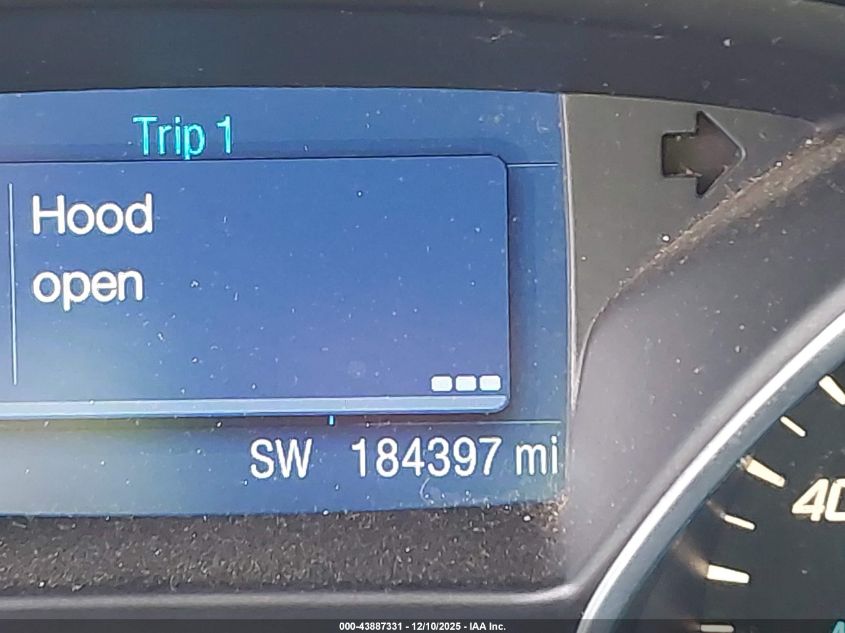 Trip 1
Hood
open
SW 184397 mi
40
000-43887331 - 12/10/2025 - IAA Inc.